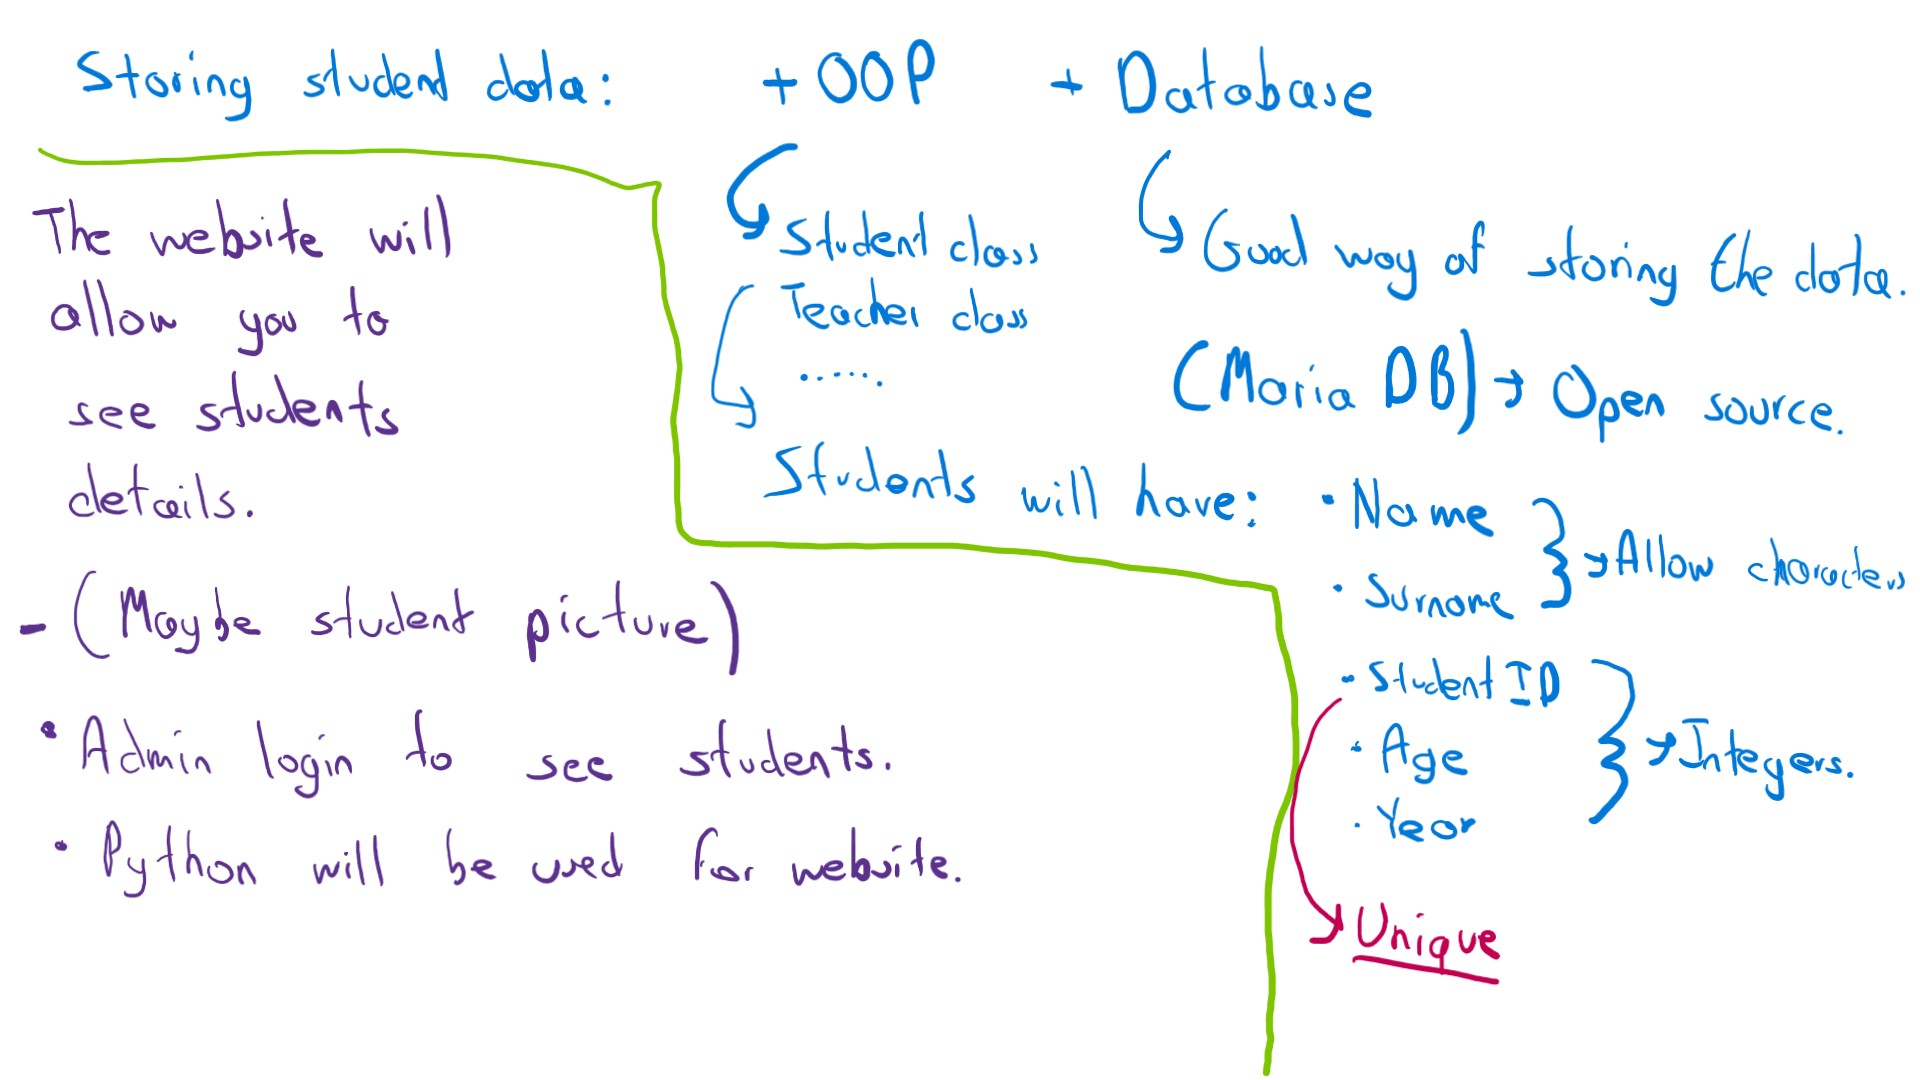 Storing student data: + OOP + Database
The website will
allow you to
see students
details.
- (Maybe student picture)
• Admin login to see students.
• Python will be used for website.
Student class
Teacher class
......
Good way of storing the data.
(Maria DB) → Open source.
Students will have: • Name
• Surname
→ Allow characters
• Student ID
• Age
• Year
→ Integers.
Unique